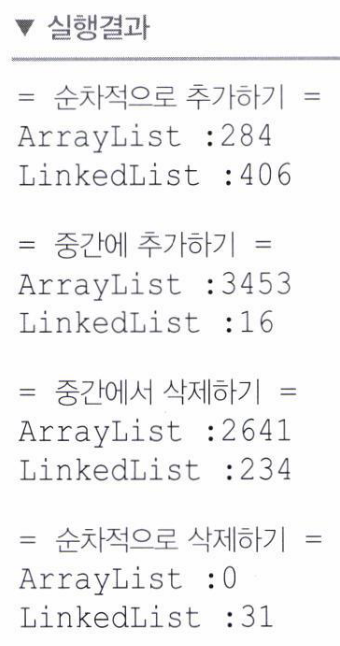 ▼ 실행결과
= 순차적으로 추가하기 =
ArrayList :284
LinkedList :406
= 중간에 추가하기 =
ArrayList :3453
LinkedList :16
= 중간에서 삭제하기 =
ArrayList :2641
LinkedList :234
= 순차적으로 삭제하기 =
ArrayList :0
LinkedList :31